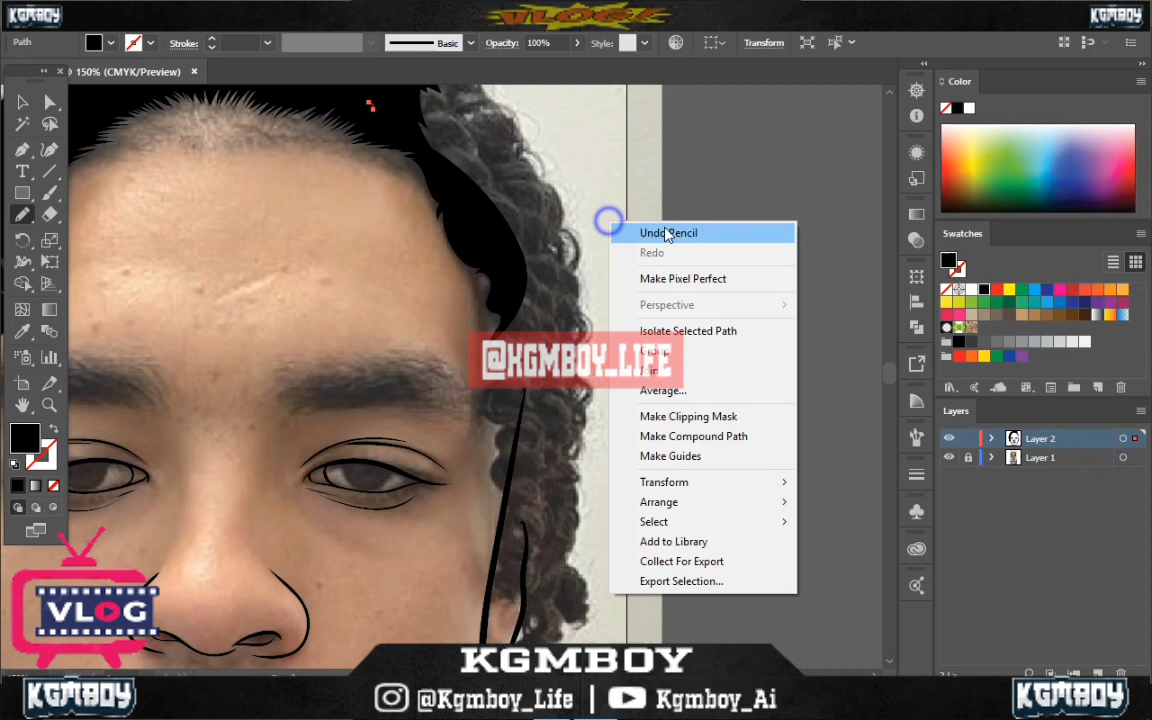 KGMBOY
VLOG!
KGMBOY
Path
Stroke:
Basic
Opacity:
100%
Style:
Transform
150% (CMYK/Preview)
Color
Undo Pencil
Redo
Make Pixel Perfect
Perspective
Isolate Selected Path
Group
Join
Average...
Make Clipping Mask
Make Compound Path
Make Guides
Transform
Arrange
Select
Add to Library
Collect For Export
Export Selection...
@KGMBOY_LIFE
Swatches
Layers
Layer 2
Layer 1
VLOG
KGMBOY
KGMBOY
@Kgmboy_Life | Kgmboy_Ai
KGMBOY